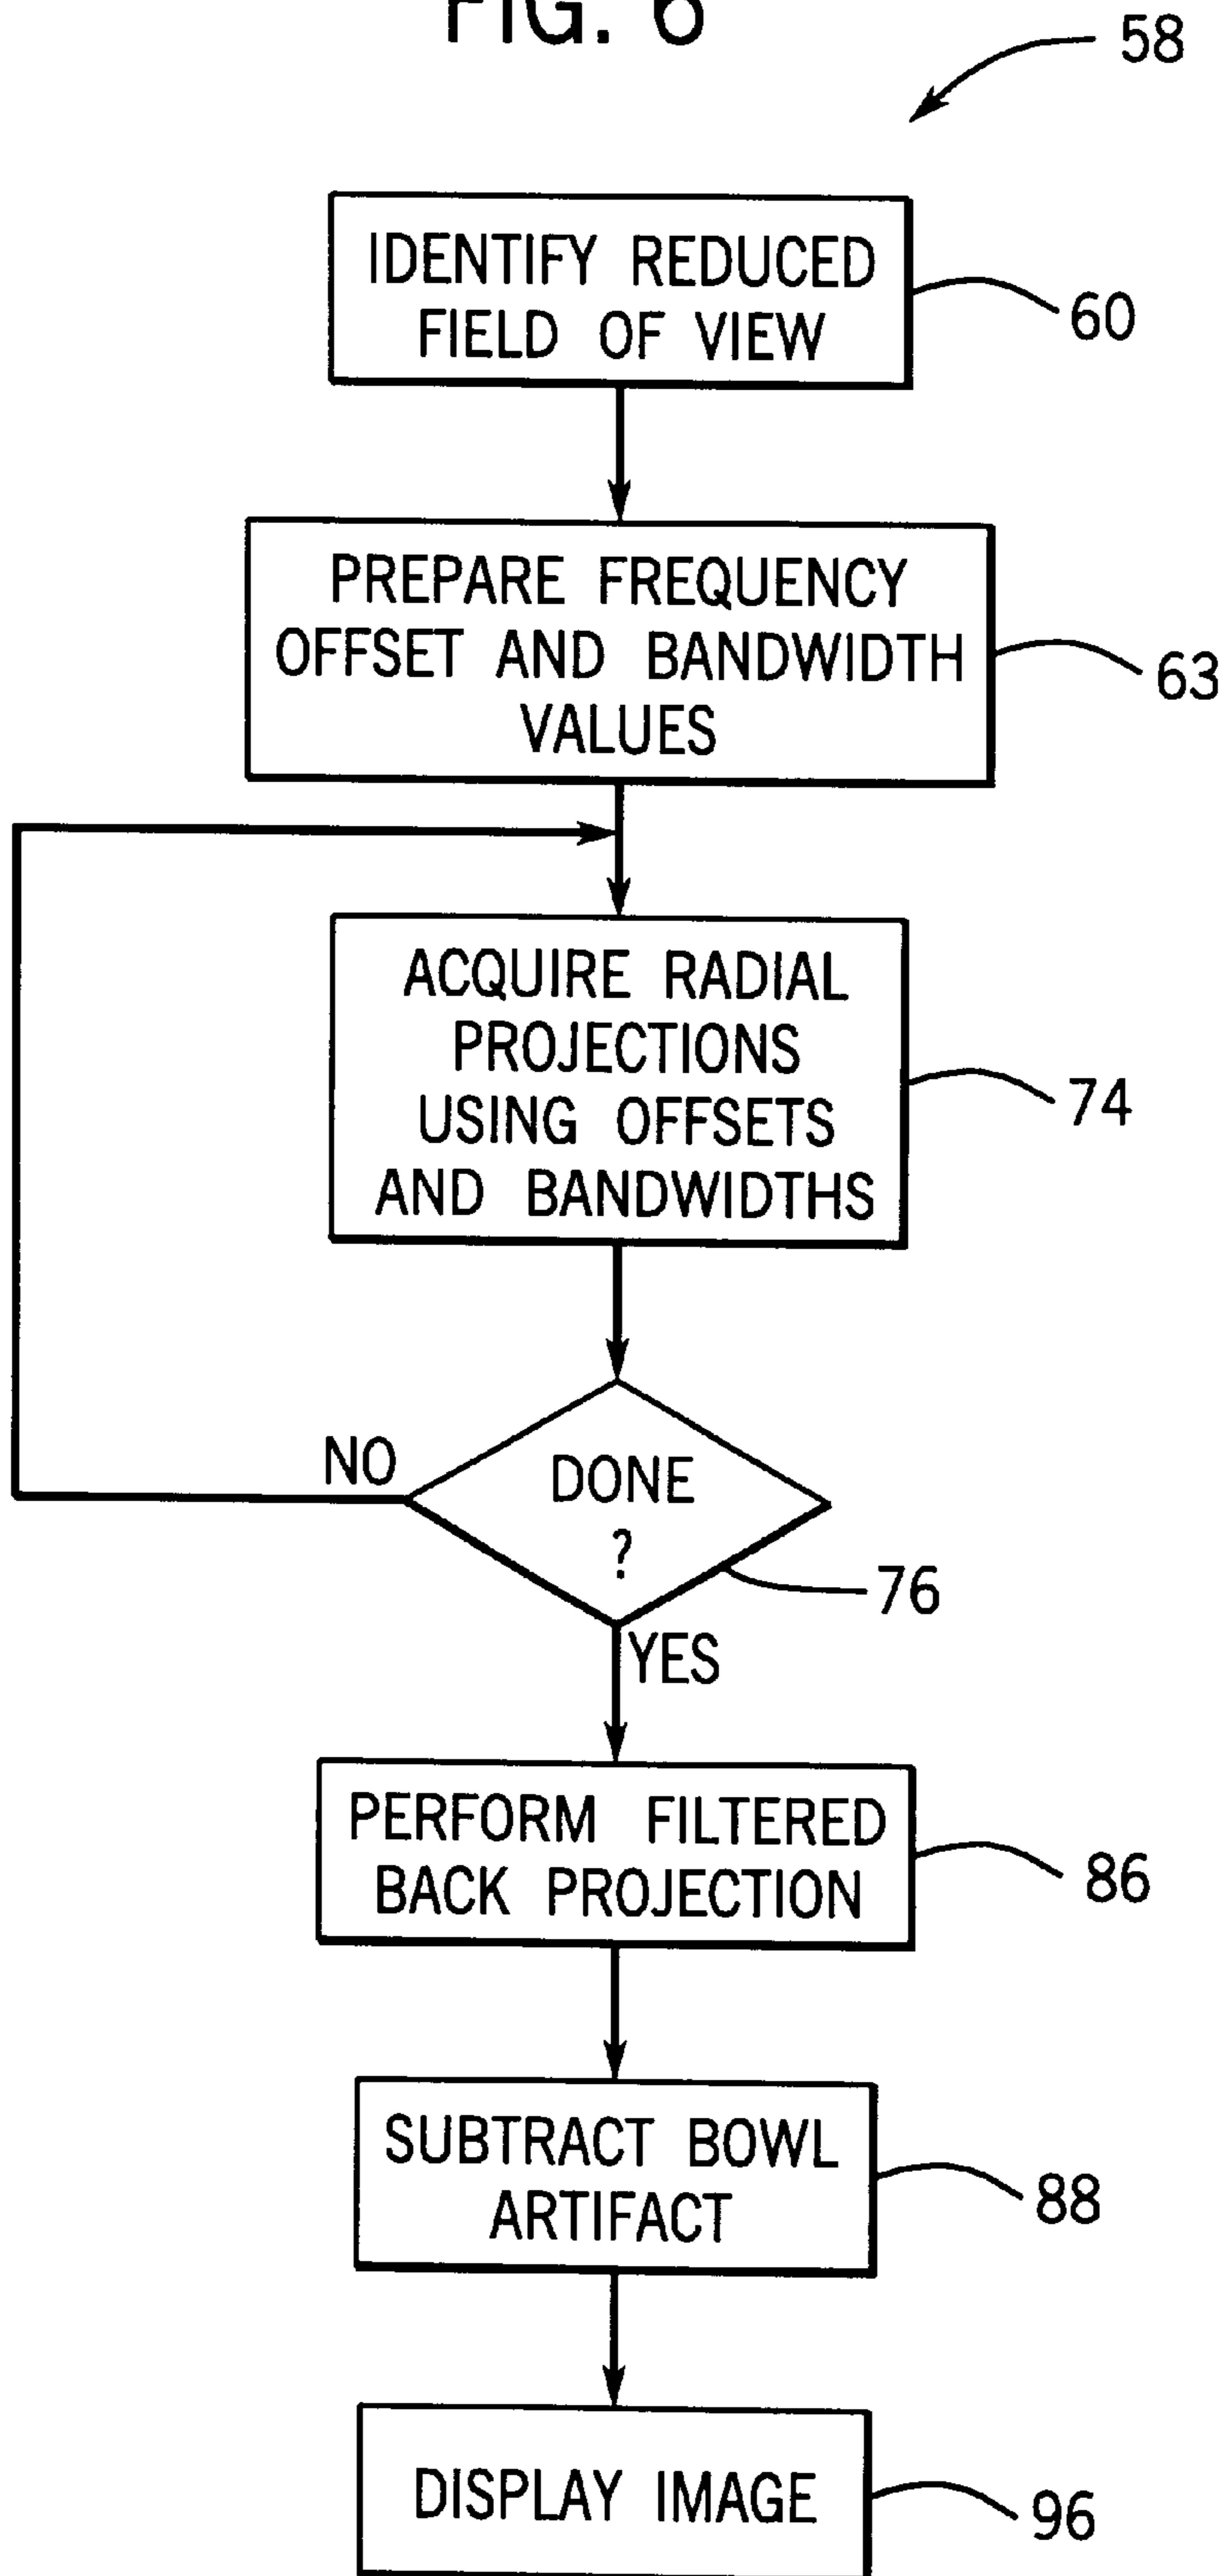 FIG. 6
58
IDENTIFY REDUCED
FIELD OF VIEW
60
PREPARE FREQUENCY
OFFSET AND BANDWIDTH
VALUES
63
ACQUIRE RADIAL
PROJECTIONS
USING OFFSETS
AND BANDWIDTHS
74
NO
DONE
?
76
YES
PERFORM FILTERED
BACK PROJECTION
86
SUBTRACT BOWL
ARTIFACT
88
DISPLAY IMAGE
96